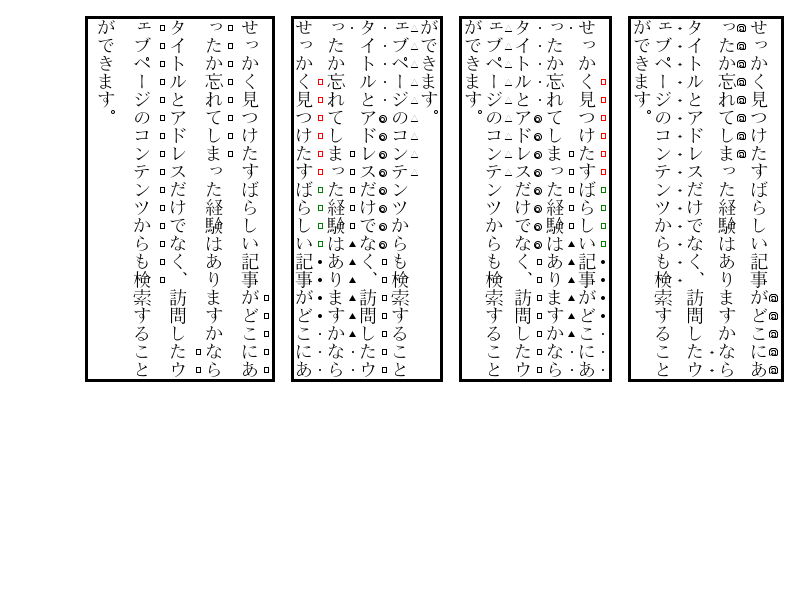 せっかく見つけたすばらしい記事がどこにあ
ったか忘れてしまった経験はありますかなら
タイトルとアドレスだけでなく、訪問したウ
ェブページのコンテンツからも検索すること
ができます。
せっかく見つけたすばらしい記事がどこにあ
ったか忘れてしまった経験はありますかなら
タイトルとアドレスだけでなく、訪問したウ
ェブページのコンテンツからも検索すること
ができます。
せっかく見つけたすばらしい記事がどこにあ
ったか忘れてしまった経験はありますかなら
タイトルとアドレスだけでなく、訪問したウ
ェブページのコンテンツからも検索すること
ができます。
せっかく見つけたすばらしい記事がどこにあ
ったか忘れてしまった経験はありますかなら
タイトルとアドレスだけでなく、訪問したウ
ェブページのコンテンツからも検索すること
ができます。